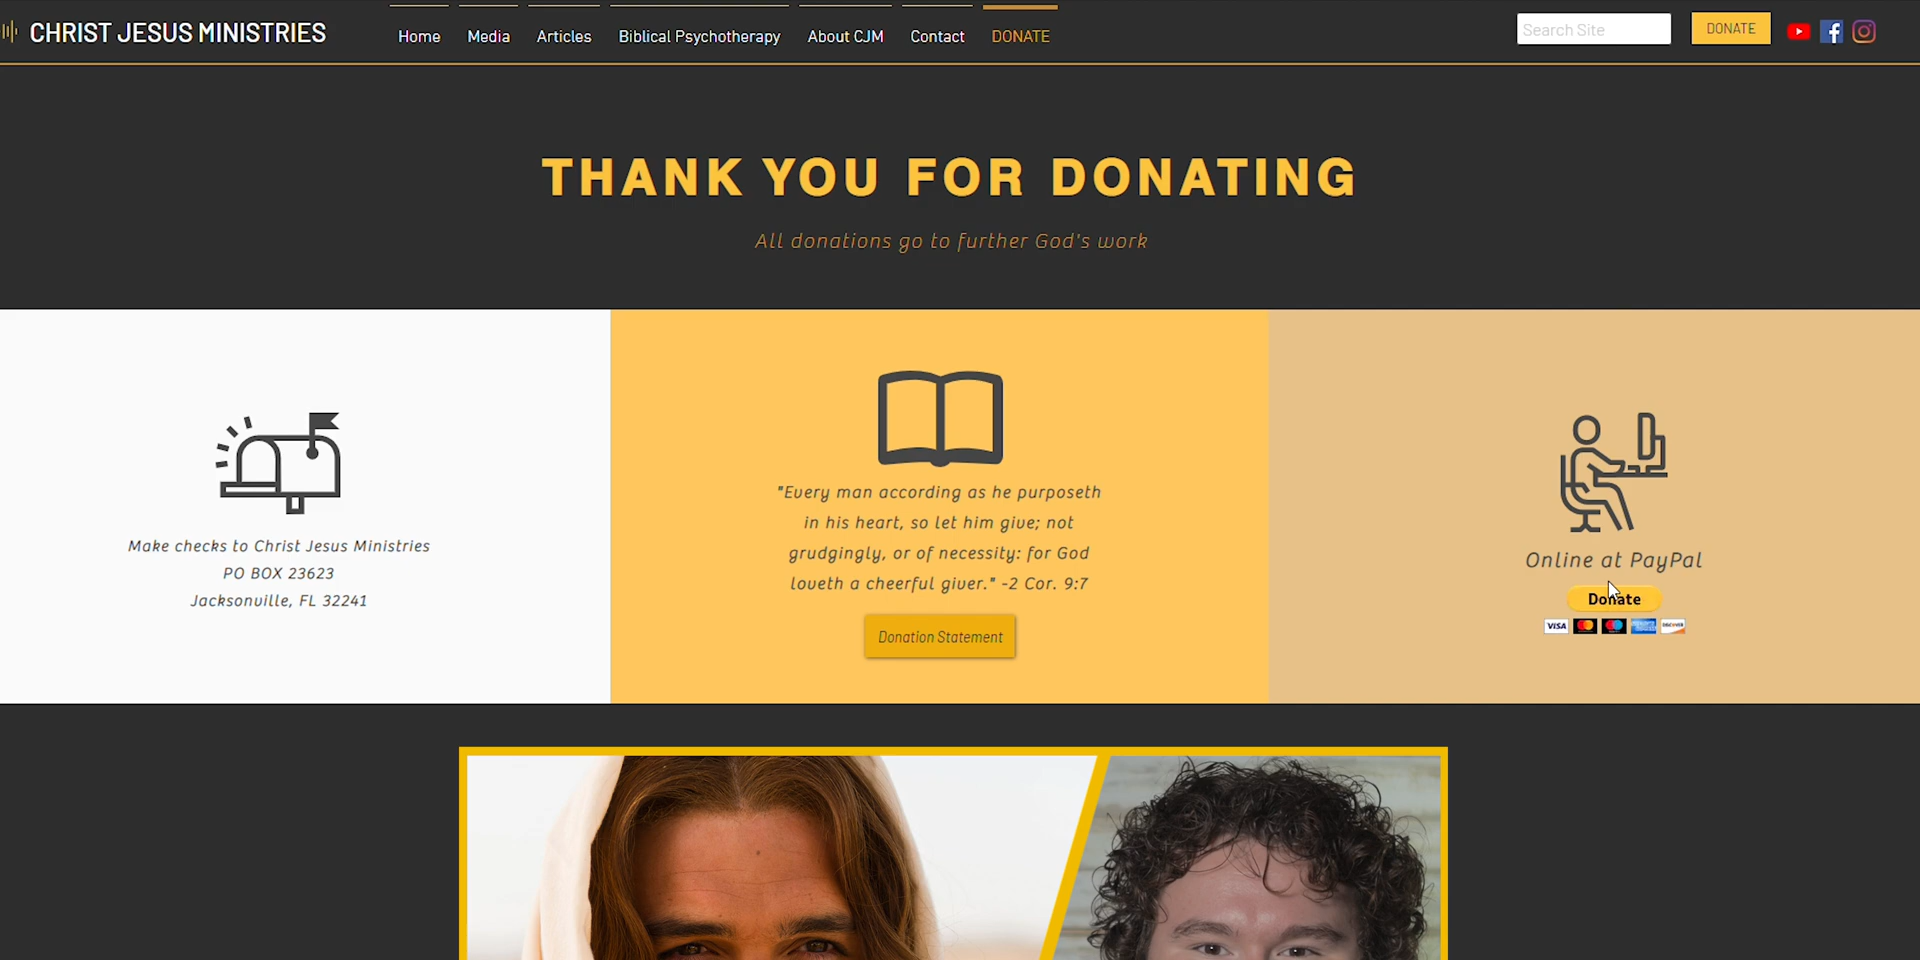 CHRIST JESUS MINISTRIES
Home Media Articles Biblical Psychotherapy About CJM Contact DONATE
Search Site
DONATE
THANK YOU FOR DONATING
All donations go to further God's work
Make checks to Christ Jesus Ministries
PO BOX 23623
Jacksonville, FL 32241
"Every man according as he purposeth
in his heart, so let him give; not
grudgingly, or of necessity: for God
loveth a cheerful giver." -2 Cor. 9:7
Donation Statement
Online at PayPal
Donate
VISA DISCOVER